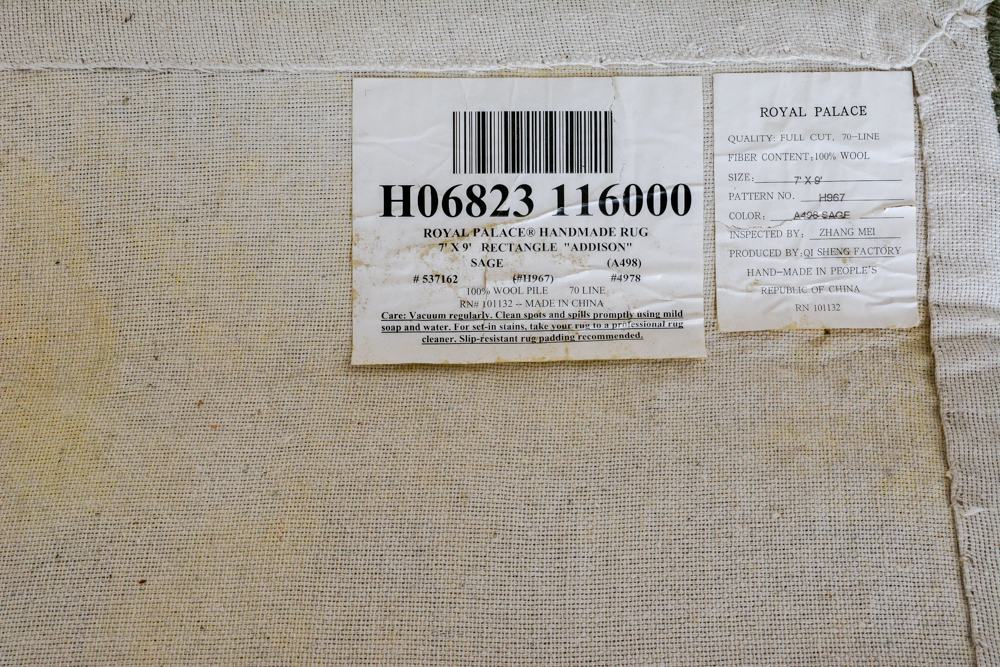 H06823 116000
ROYAL PALACE® HANDMADE RUG
7' X 9' RECTANGLE "ADDISON"
SAGE (A498)
# 537162 (#H967) #4978
100% WOOL PILE 70 LINE
RN# 101132 -- MADE IN CHINA
Care: Vacuum regularly. Clean spots and spills promptly using mild
soap and water. For set-in stains, take your rug to a professional rug
cleaner. Slip-resistant rug padding recommended.
ROYAL PALACE
QUALITY: FULL CUT, 70-LINE
FIBER CONTENT:100% WOOL
SIZE: 7' X 9'
PATTERN NO. H967
COLOR: A498 SAGE
INSPECTED BY: ZHANG MEI
PRODUCED BY:QI SHENG FACTORY
HAND-MADE IN PEOPLE'S
REPUBLIC OF CHINA
RN 101132